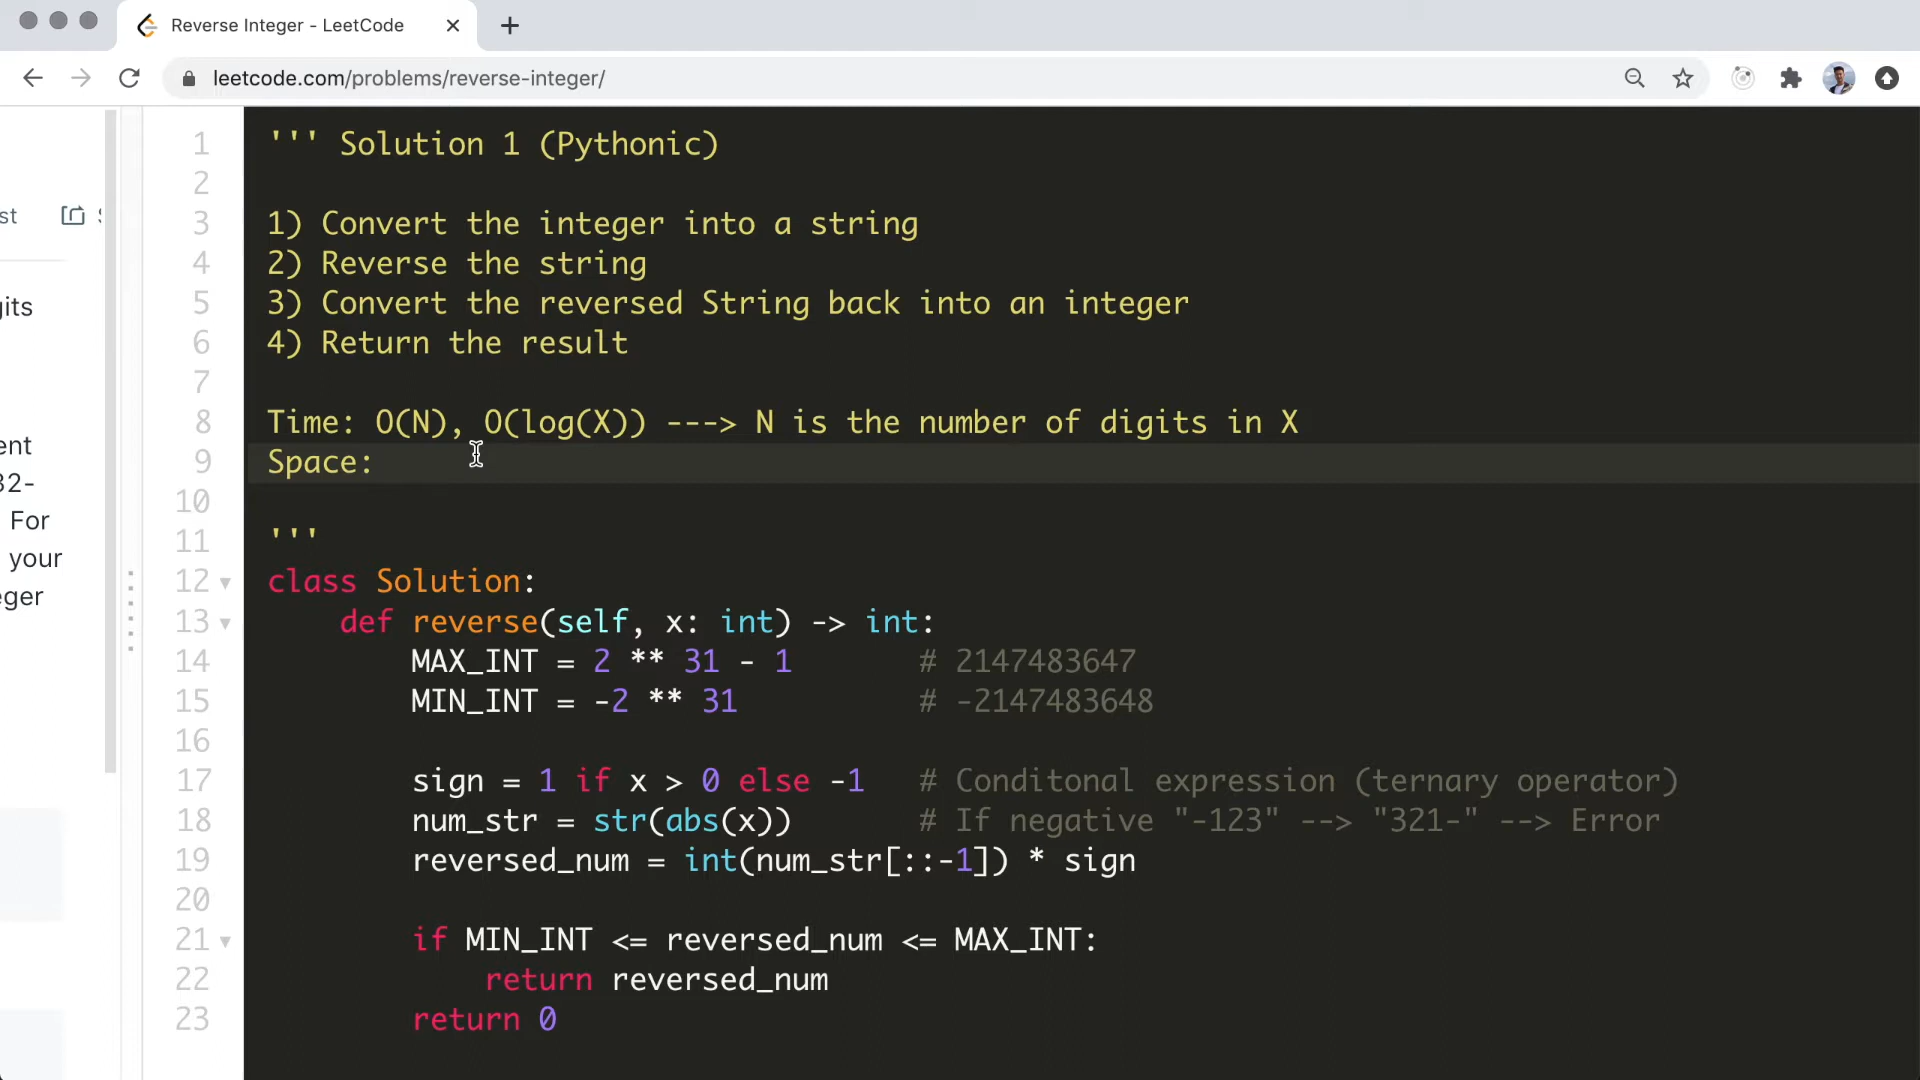 Reverse Integer - LeetCode
leetcode.com/problems/reverse-integer/
st
gits
ent
32-
For
your
eger
1 ''' Solution 1 (Pythonic)
2
3 1) Convert the integer into a string
4 2) Reverse the string
5 3) Convert the reversed String back into an integer
6 4) Return the result
7
8 Time: O(N), O(log(X)) ---> N is the number of digits in X
9 Space:
10
11 '''
12 class Solution:
13 def reverse(self, x: int) -> int:
14 MAX_INT = 2 ** 31 - 1 # 2147483647
15 MIN_INT = -2 ** 31 # -2147483648
16
17 sign = 1 if x > 0 else -1 # Conditonal expression (ternary operator)
18 num_str = str(abs(x)) # If negative "-123" --> "321-" --> Error
19 reversed_num = int(num_str[::-1]) * sign
20
21 if MIN_INT <= reversed_num <= MAX_INT:
22 return reversed_num
23 return 0